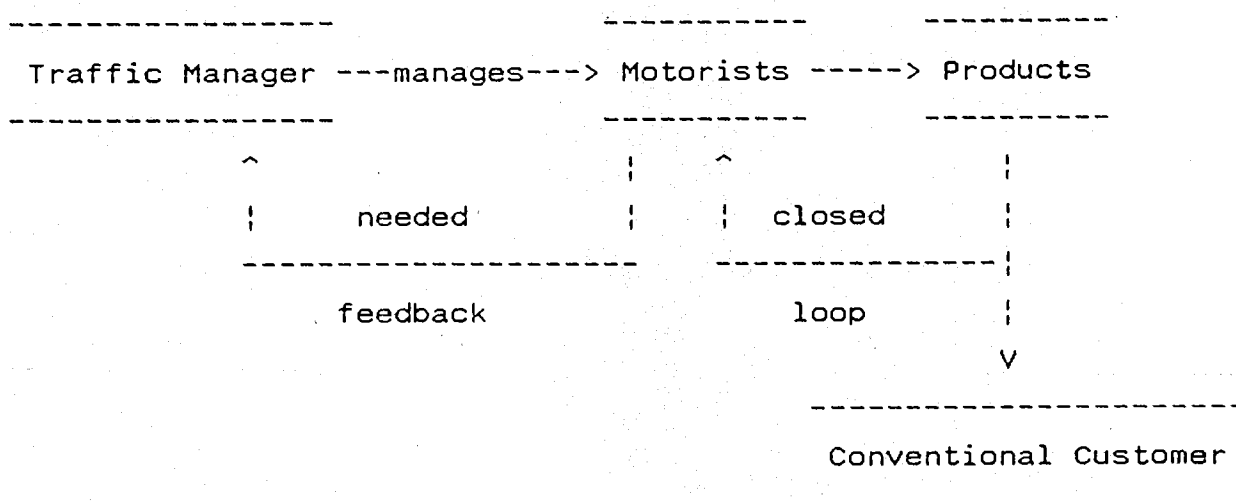 Traffic Manager ---manages---> Motorists -----> Products
needed closed
feedback loop
Conventional Customer